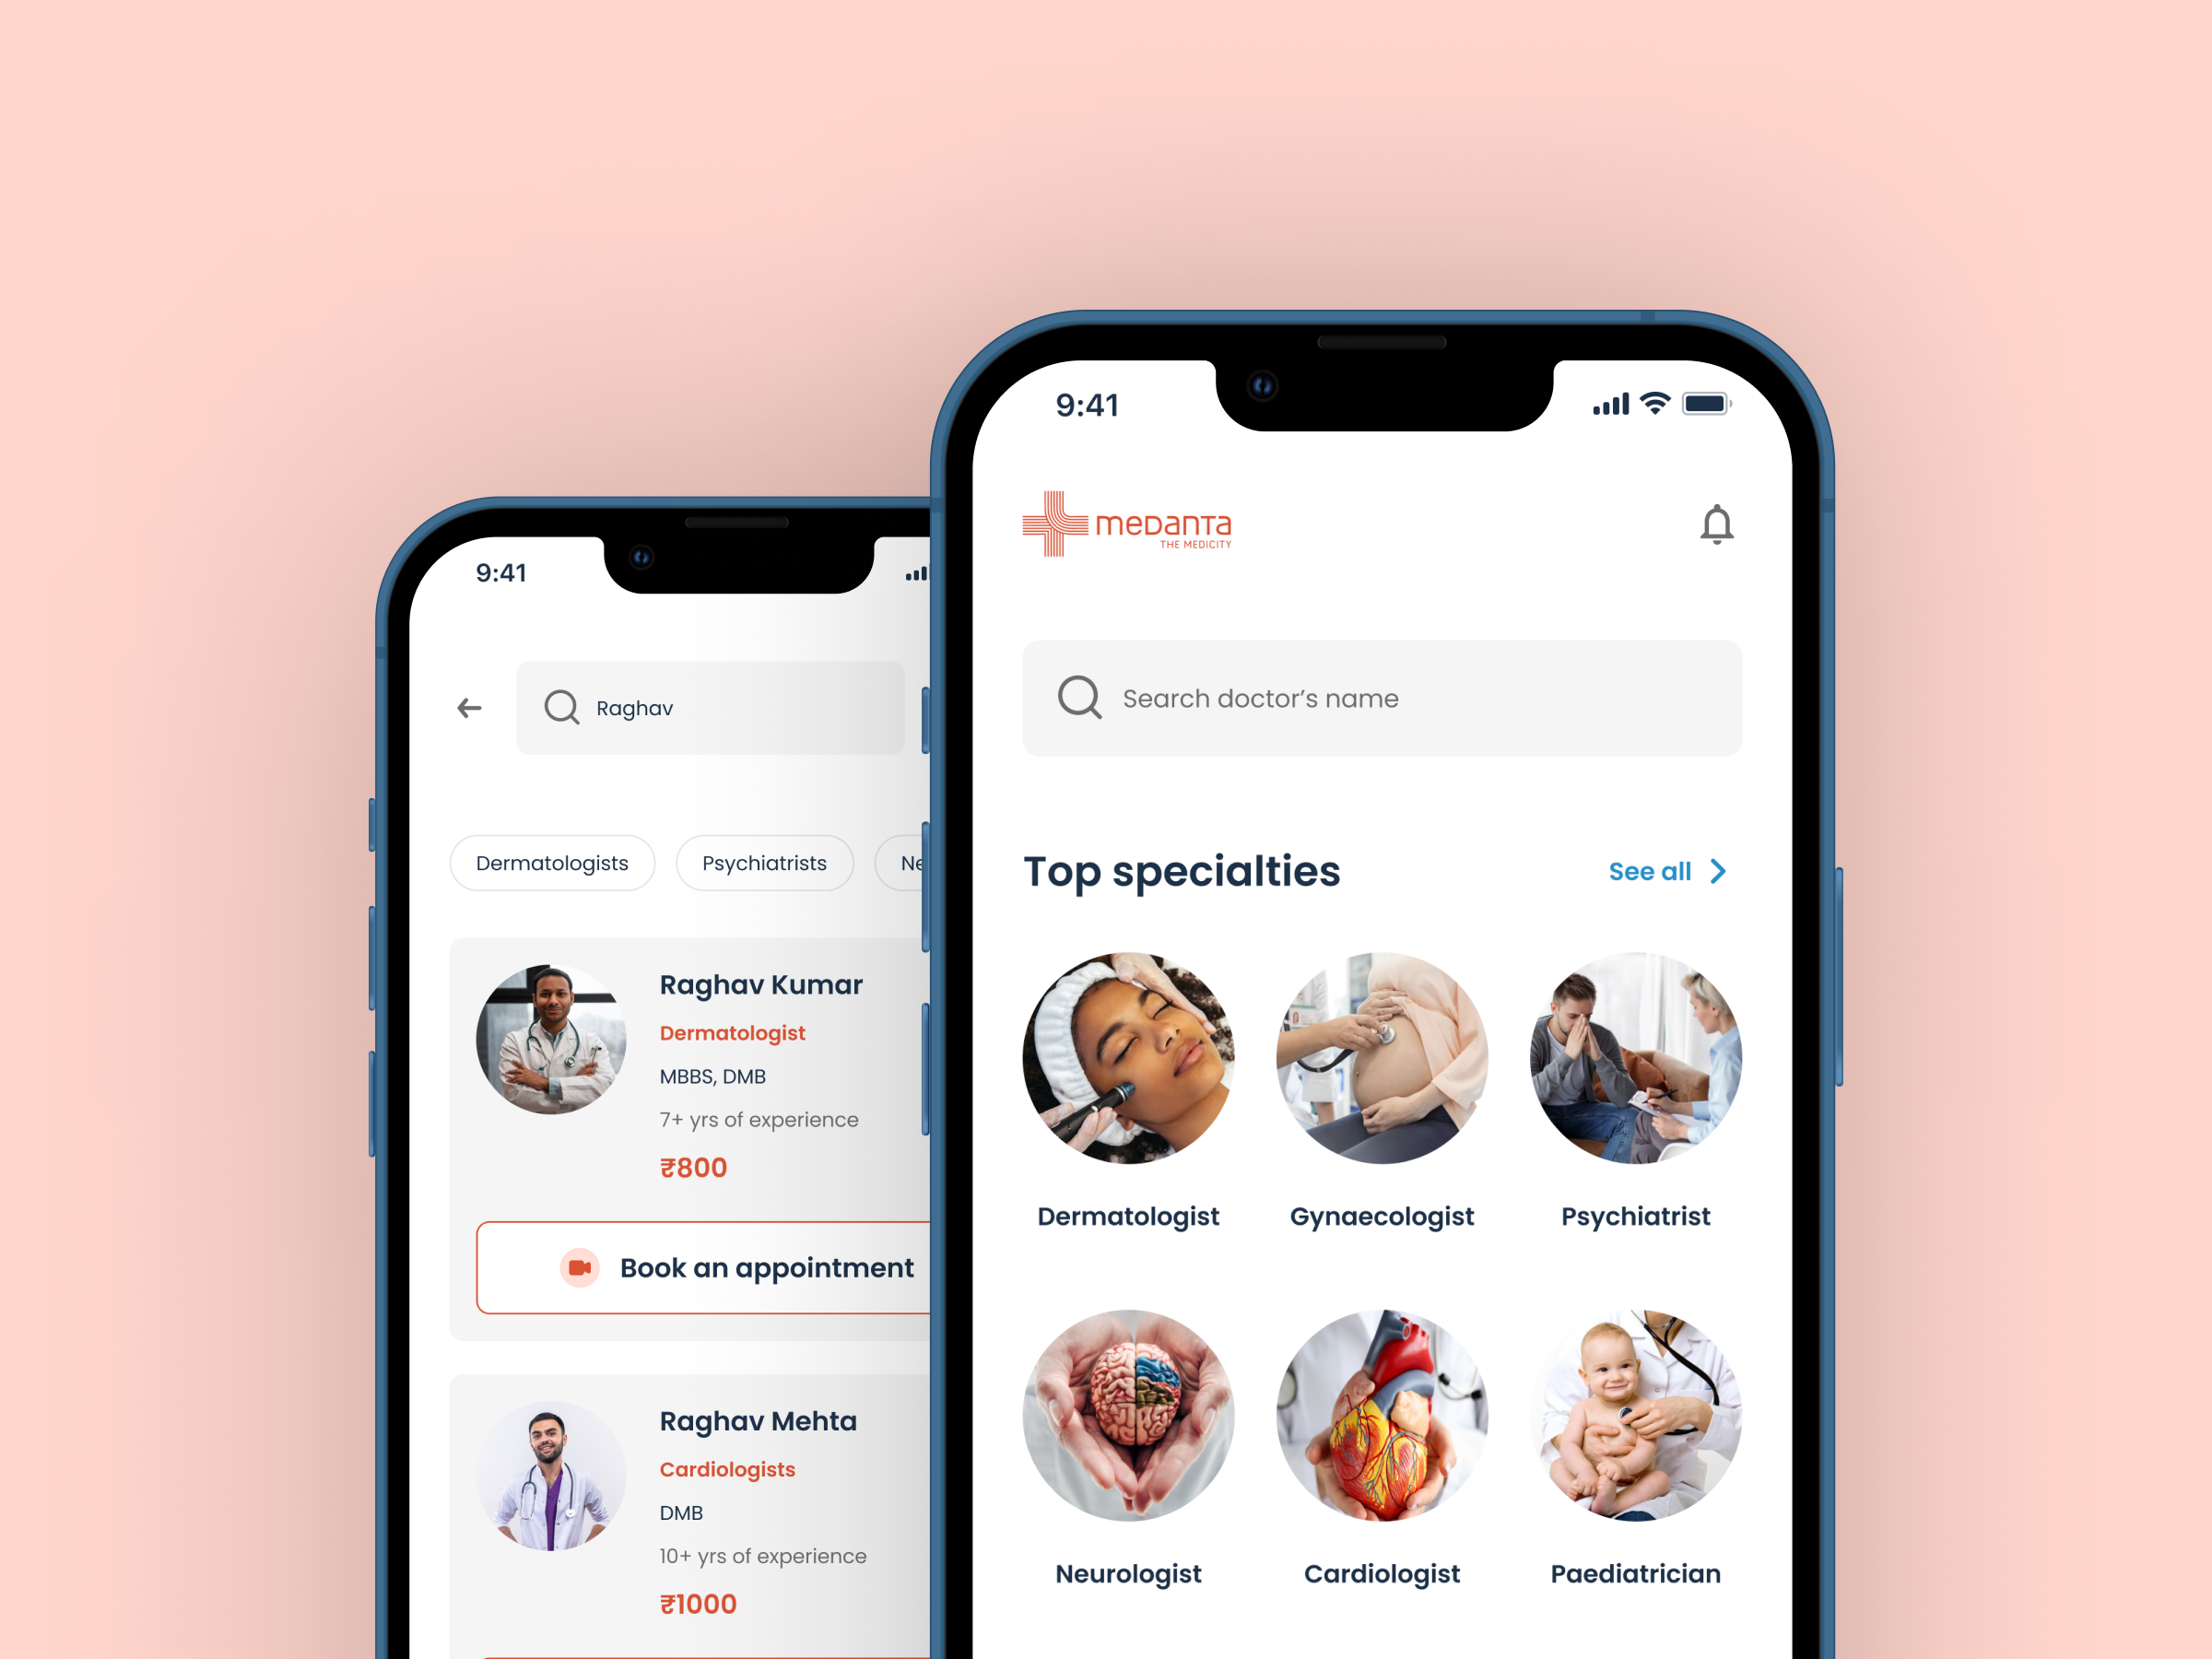 9:41
Raghav
Dermatologists
Psychiatrists
Ne
Raghav Kumar
Dermatologist
MBBS, DMB
7+ yrs of experience
₹800
Book an appointment
Raghav Mehta
Cardiologists
DMB
10+ yrs of experience
₹1000
9:41
меDanTa
THE MEDICITY
Search doctor’s name
Top specialties
See all
Dermatologist
Gynaecologist
Psychiatrist
Neurologist
Cardiologist
Paediatrician